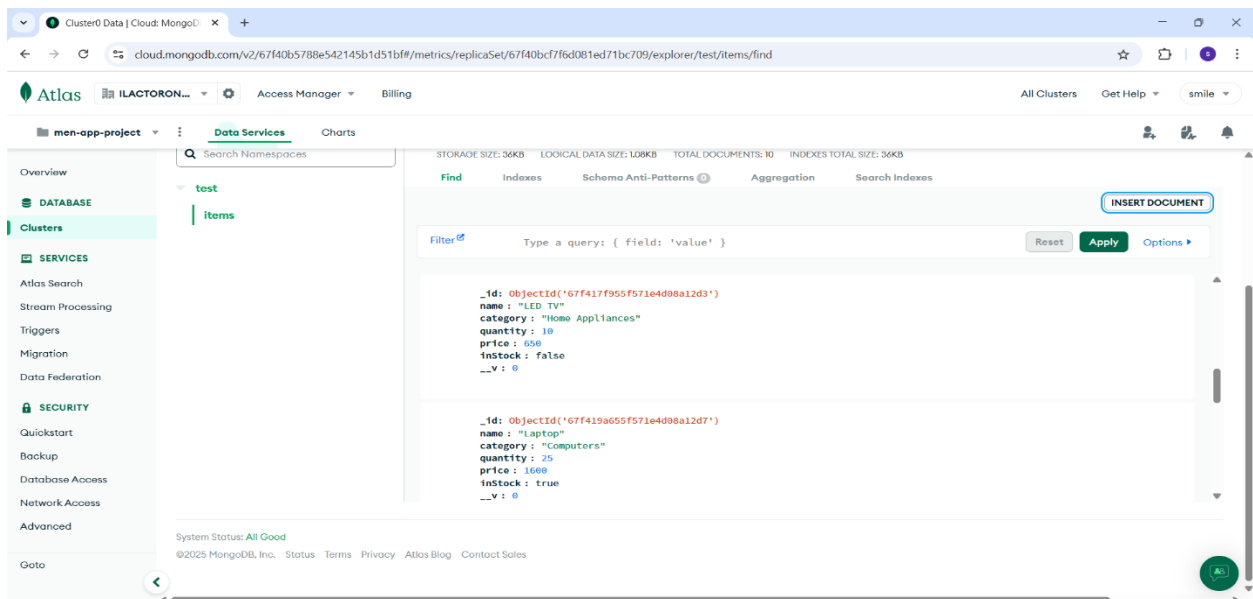 Cluster0 Data | Cloud: MongoD
cloud.mongodb.com/v2/67f40b5788e542145b1d51bf#/metrics/replicaSet/67f40bcf7f6d081ed71bc709/explorer/test/items/find
Atlas ILACTORON... Access Manager Billing All Clusters Get Help smile
men-app-project Data Services Charts
Search Namespaces STORAGE SIZE: 36KB LOGICAL DATA SIZE: 1.08KB TOTAL DOCUMENTS: 10 INDEXES TOTAL SIZE: 36KB
Overview
DATABASE
Clusters
SERVICES
Atlas Search
Stream Processing
Triggers
Migration
Data Federation
SECURITY
Quickstart
Backup
Database Access
Network Access
Advanced
Goto
test
items
Find Indexes Schema Anti-Patterns 0 Aggregation Search Indexes
INSERT DOCUMENT
Filter Type a query: { field: 'value' } Reset Apply Options
_id: ObjectId('67f417f955f571e4d08a12d3')
name : "LED TV"
category : "Home Appliances"
quantity : 10
price : 650
inStock : false
__v : 0
_id: ObjectId('67f419a655f571e4d08a12d7')
name : "Laptop"
category : "Computers"
quantity : 25
price : 1600
inStock : true
__v : 0
System Status: All Good
©2025 MongoDB, Inc. Status Terms Privacy Atlas Blog Contact Sales